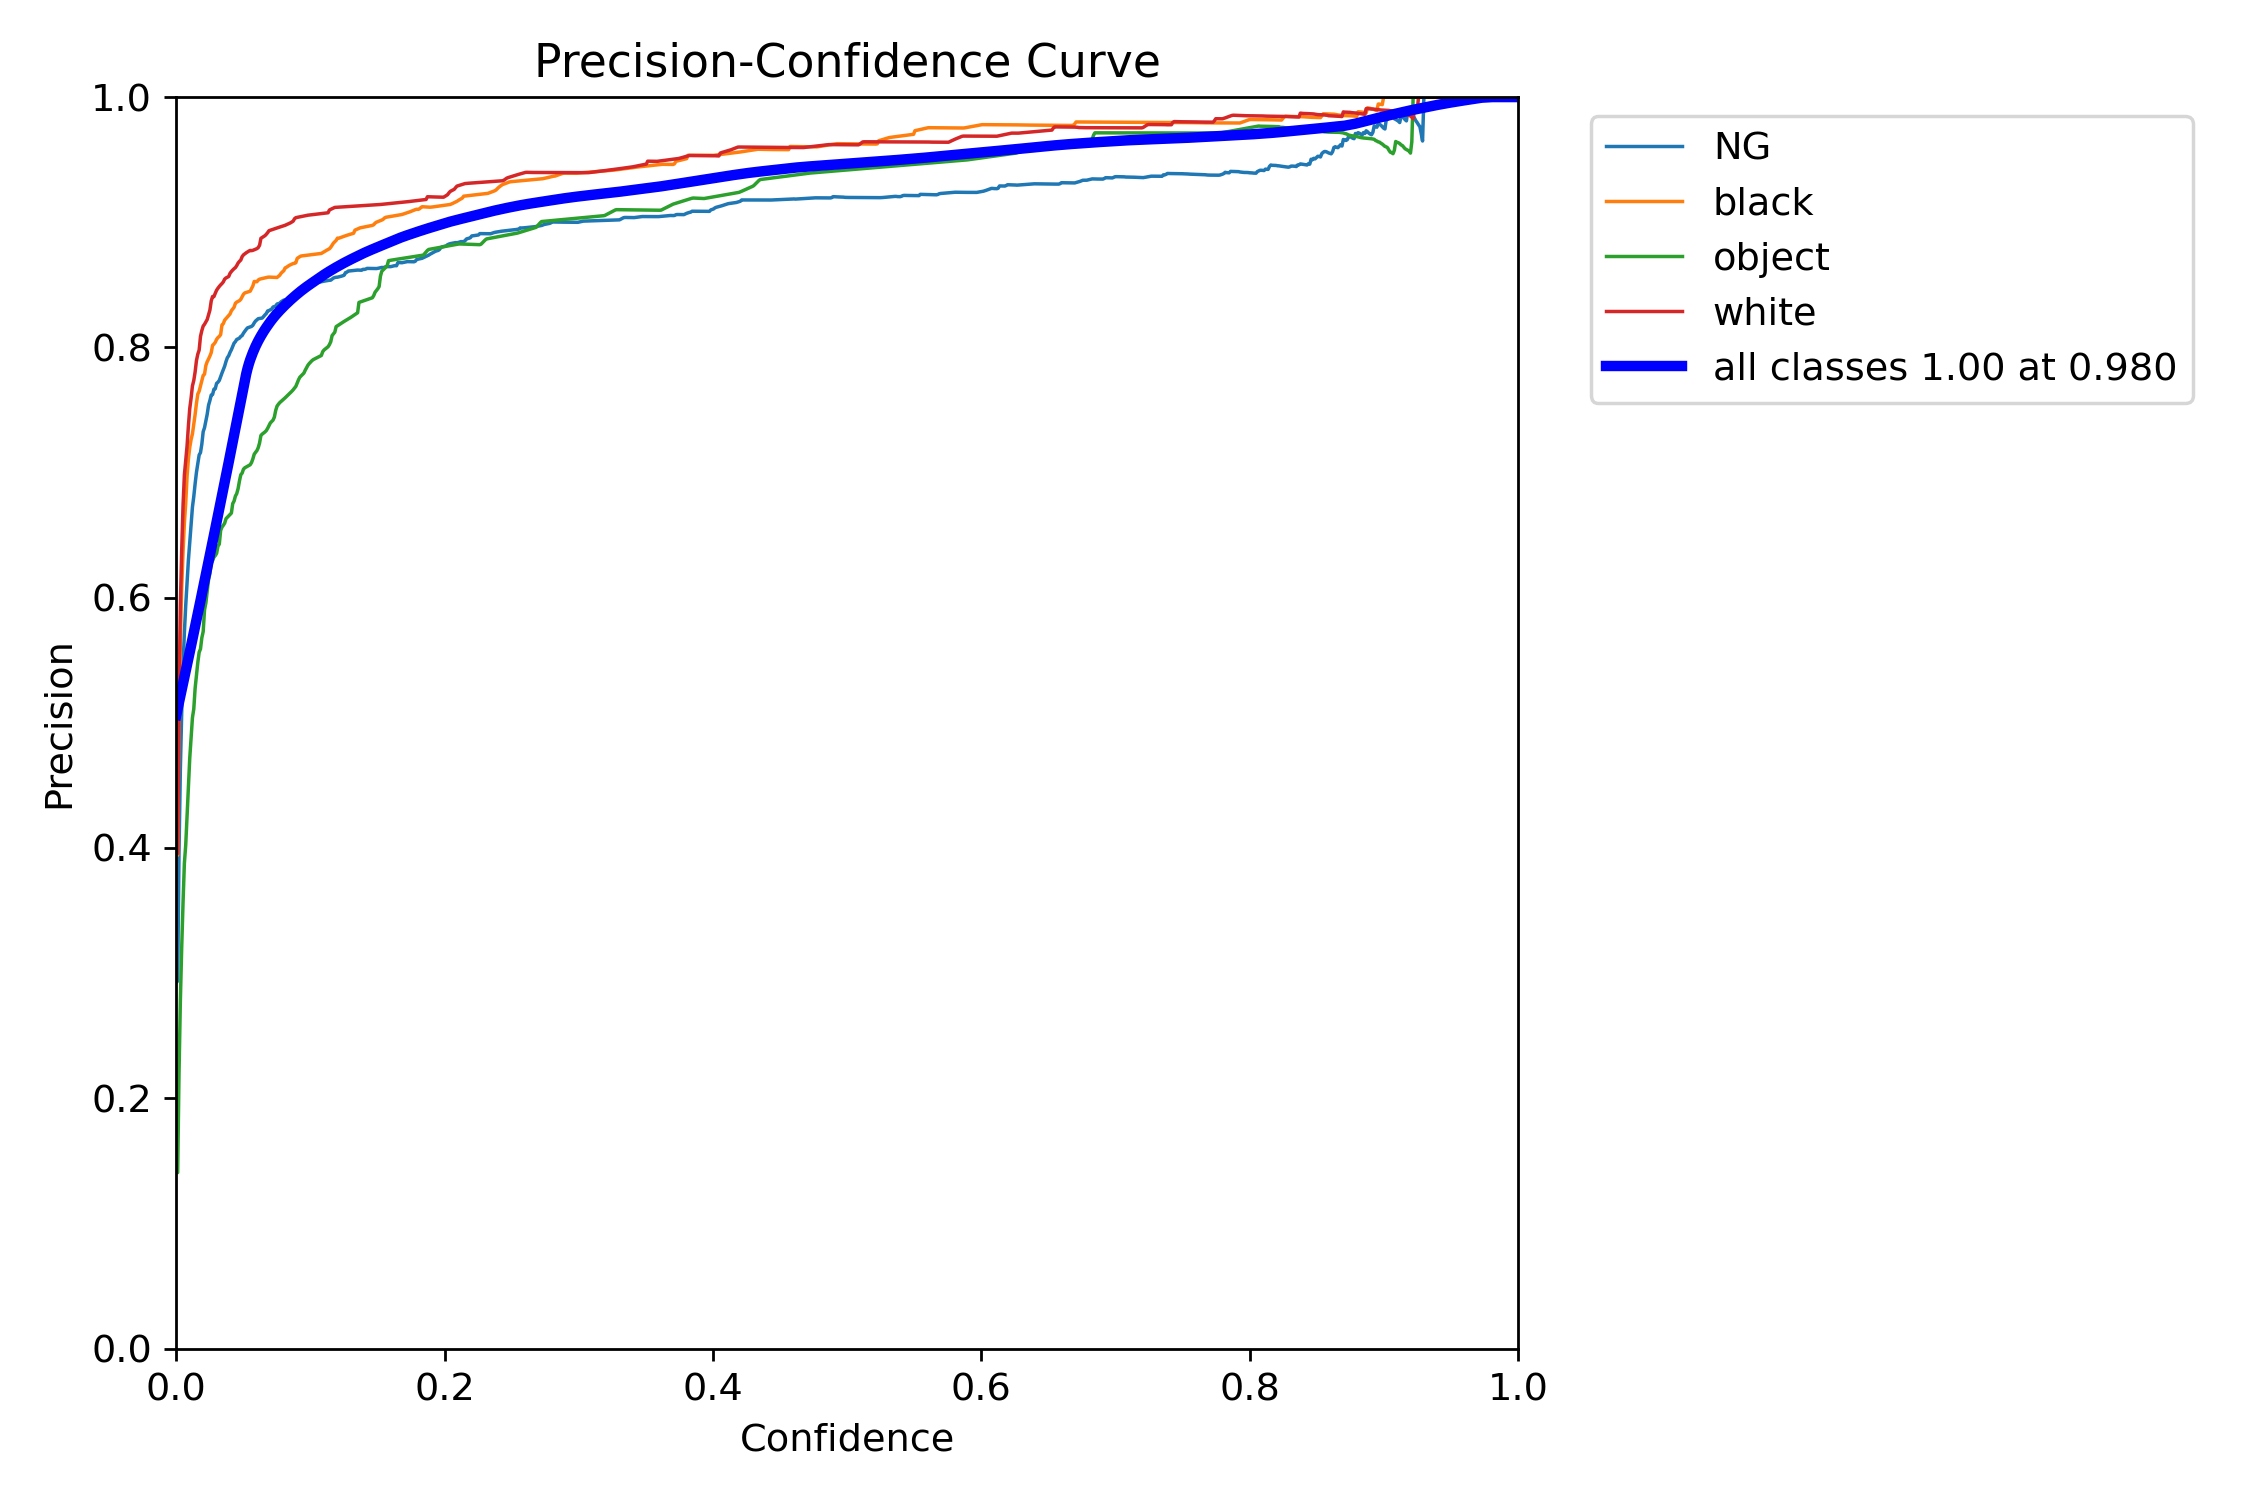 Precision-Confidence Curve
1.0
0.8
0.6
0.4
0.2
0.0
Precision
0.0 0.2 0.4 0.6 0.8 1.0
Confidence
NG
black
object
white
all classes 1.00 at 0.980